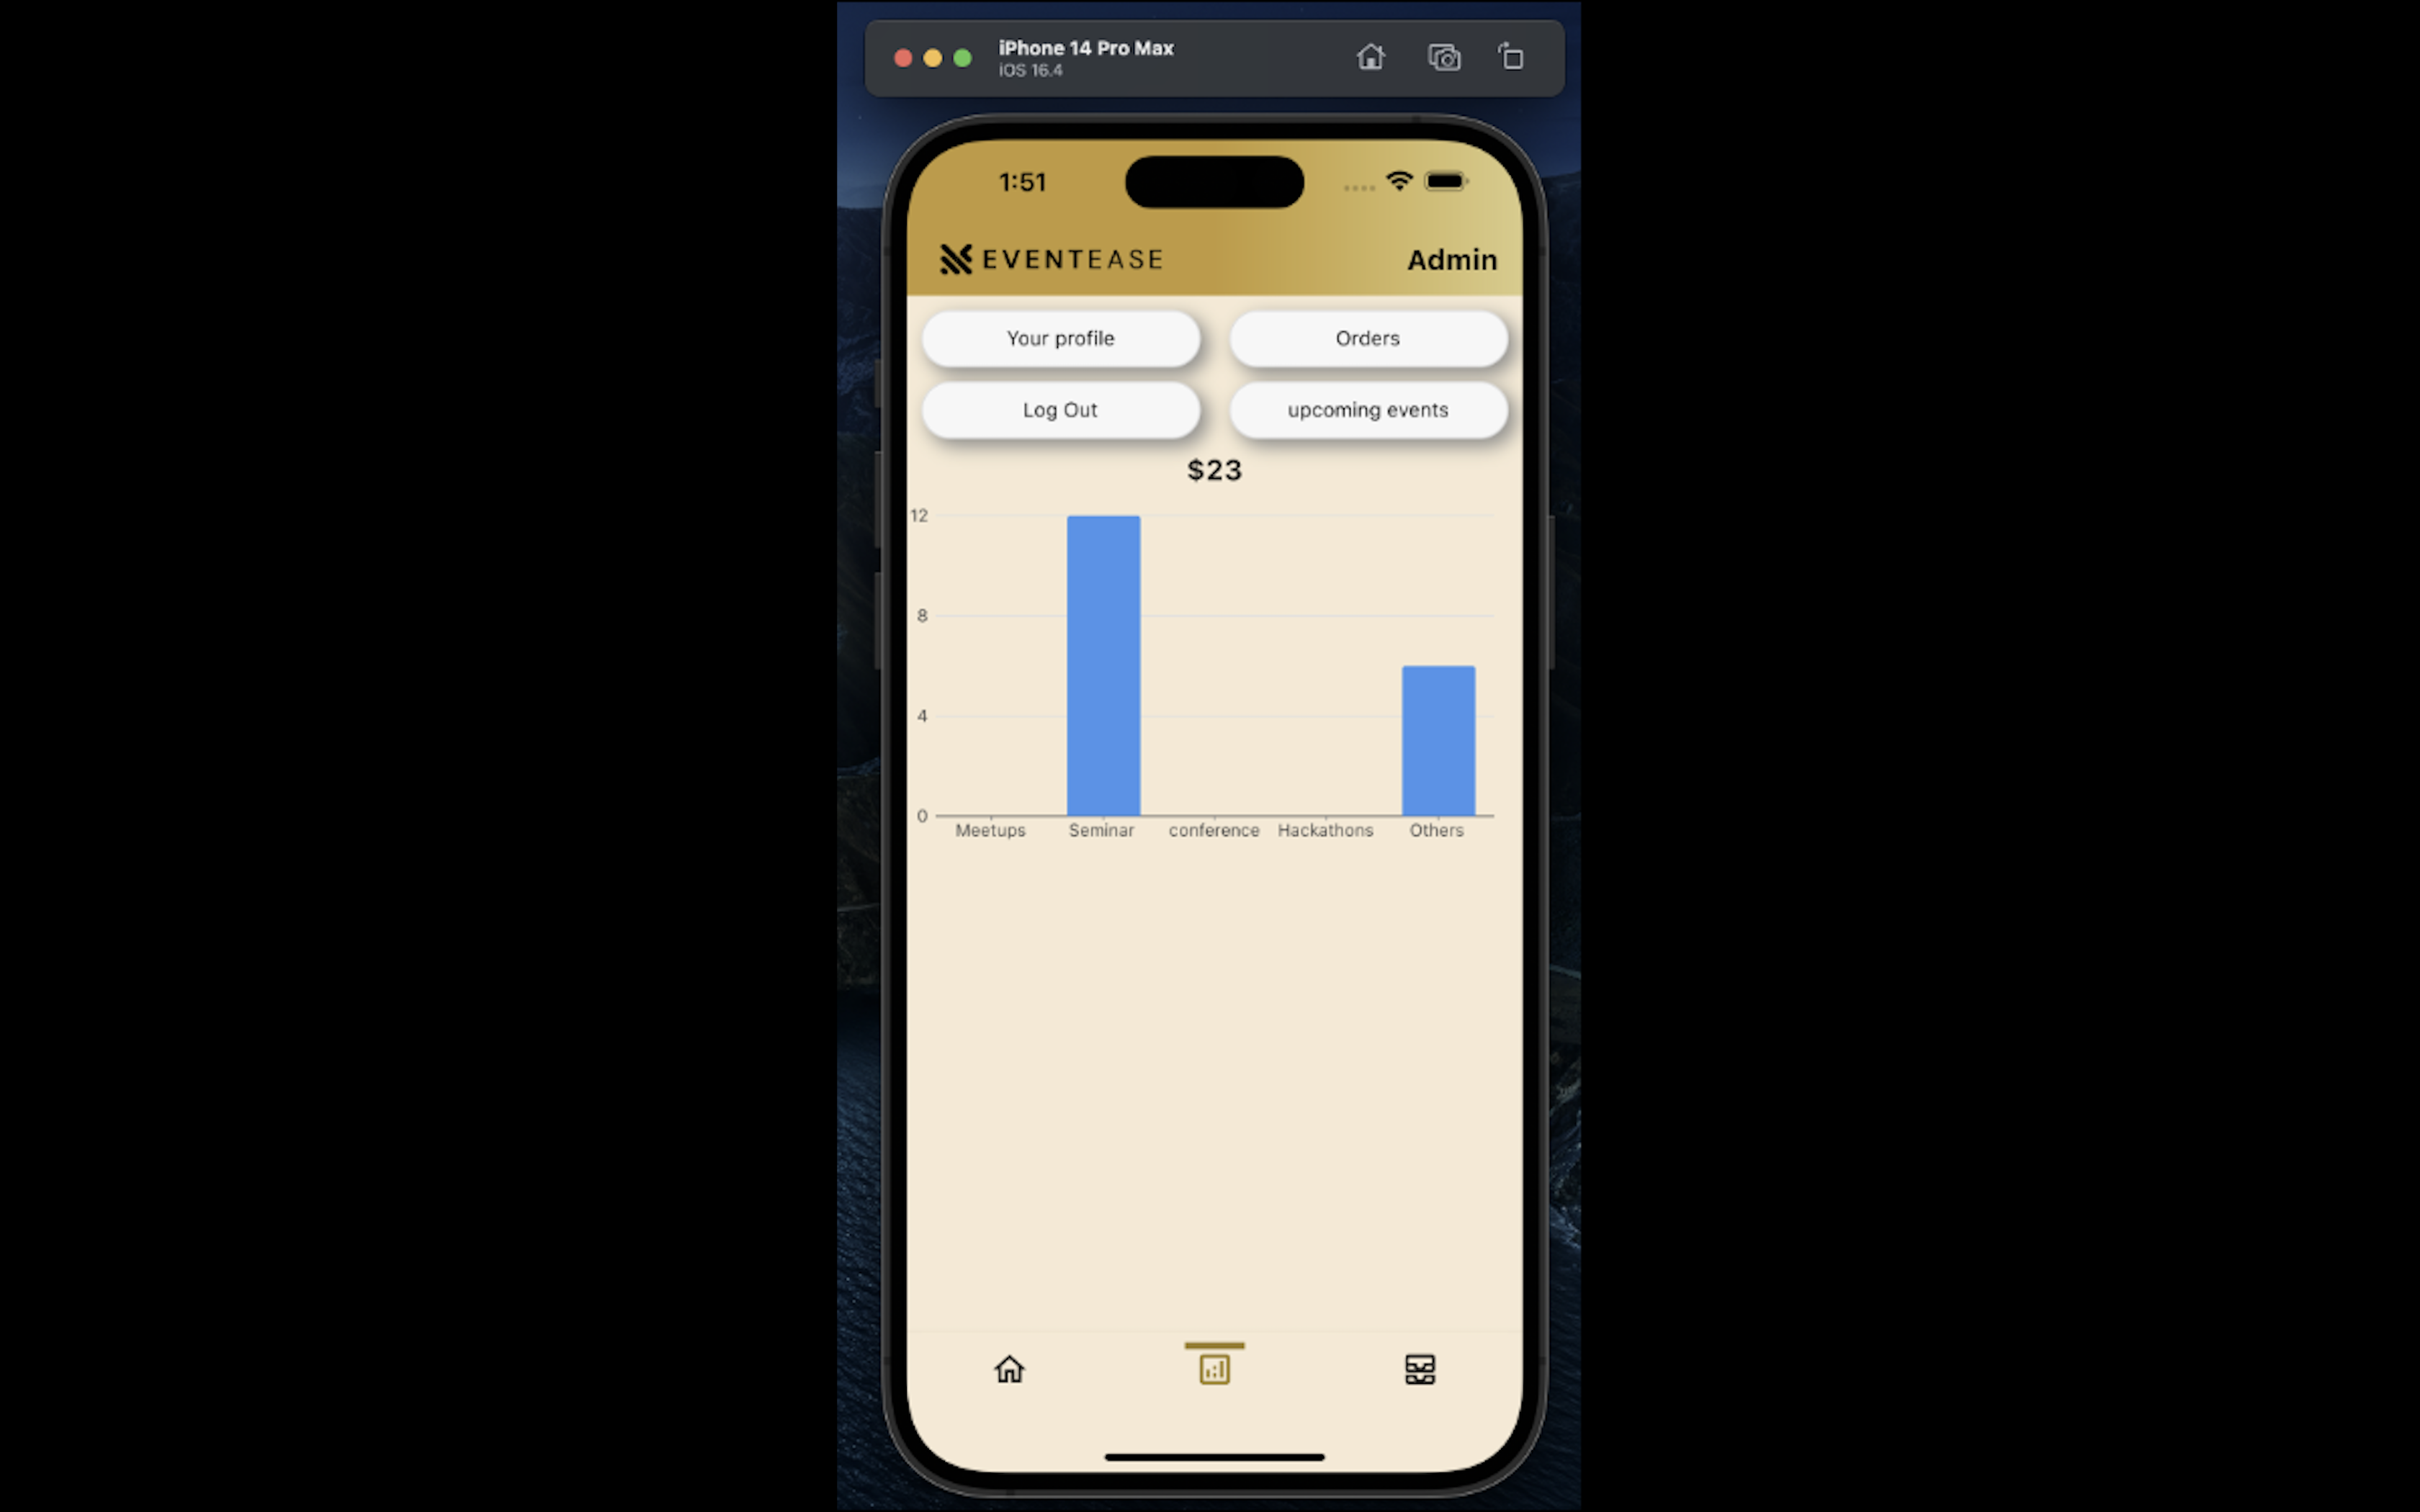 iPhone 14 Pro Max
iOS 16.4
1:51
EVENTEASE
Admin
Your profile
Orders
Log Out
upcoming events
$23
12
8
4
0
Meetups Seminar conference Hackathons Others